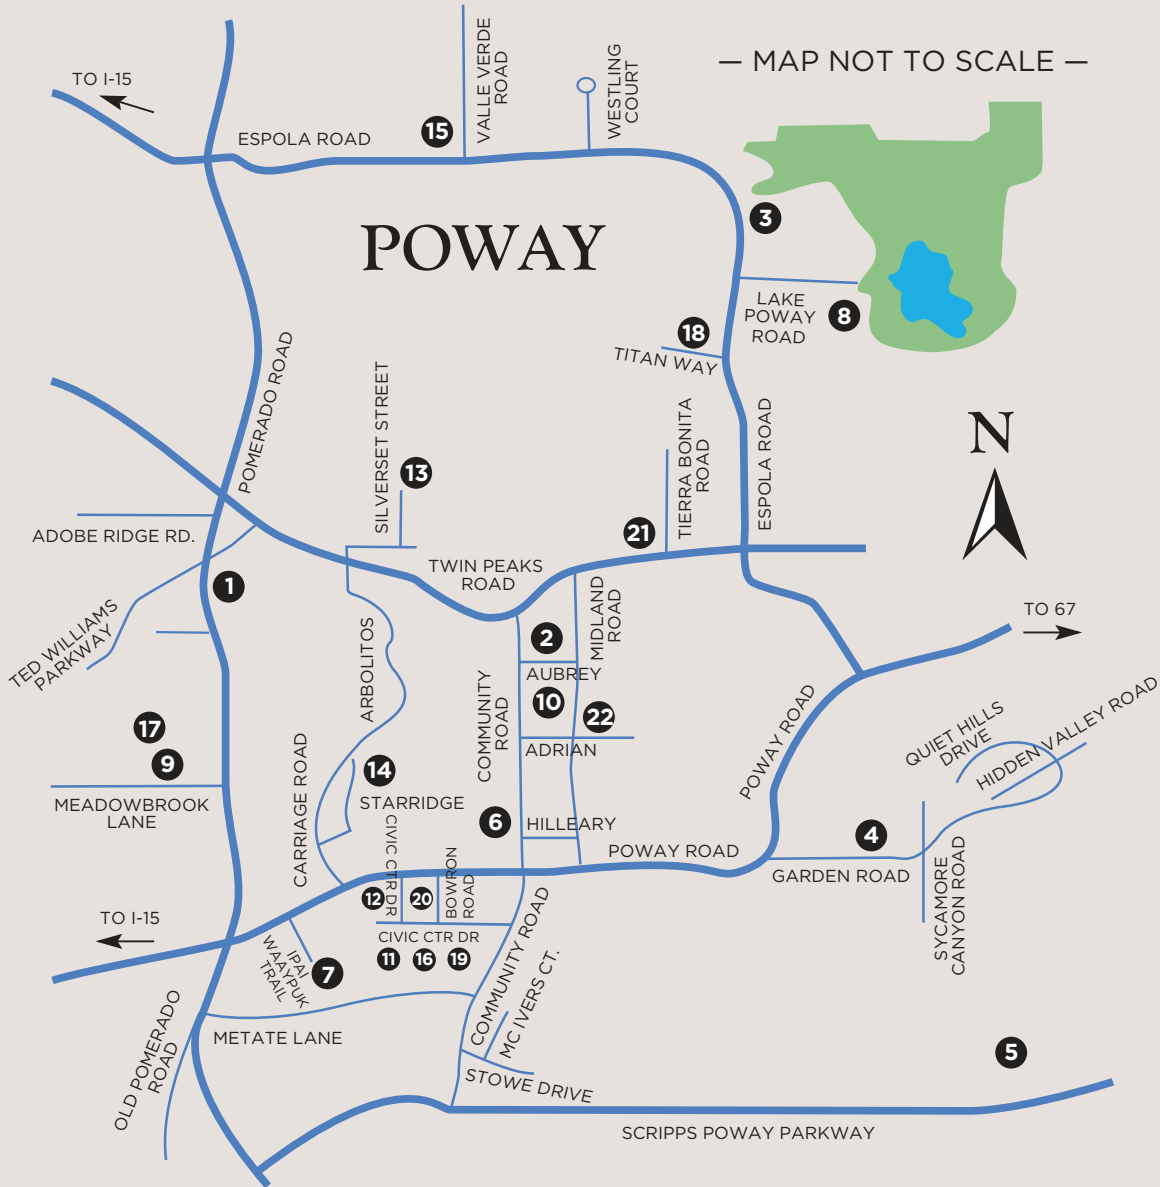 — MAP NOT TO SCALE —
TO I-15
ESPOLA ROAD
15
VALLE VERDE
ROAD
WESTLING
COURT
POWAY
3
LAKE
POWAY
ROAD
8
18
TITAN WAY
N
POMERADO ROAD
SILVERSET STREET
13
TIERRA BONITA
ROAD
ESPOLA ROAD
21
ADOBE RIDGE RD.
TWIN PEAKS
ROAD
1
TED WILLIAMS
PARKWAY
ARBOLITOS
MIDLAND
ROAD
2
AUBREY
10
22
ADRIAN
COMMUNITY
ROAD
TO 67
POWAY ROAD
QUIET HILLS
DRIVE
HIDDEN VALLEY ROAD
17
9
MEADOWBROOK
LANE
CARRIAGE ROAD
14
STARRIDGE
6
HILLEARY
POWAY ROAD
4
GARDEN ROAD
SYCAMORE
CANYON ROAD
12
CIVIC CTR DR
20
BOWRON
ROAD
CIVIC CTR DR
11
16
19
TO I-15
IPAI
WAAYPUK
TRAIL
7
COMMUNITY ROAD
MC IVERS CT.
METATE LANE
OLD POMERADO
ROAD
STOWE DRIVE
5
SCRIPPS POWAY PARKWAY